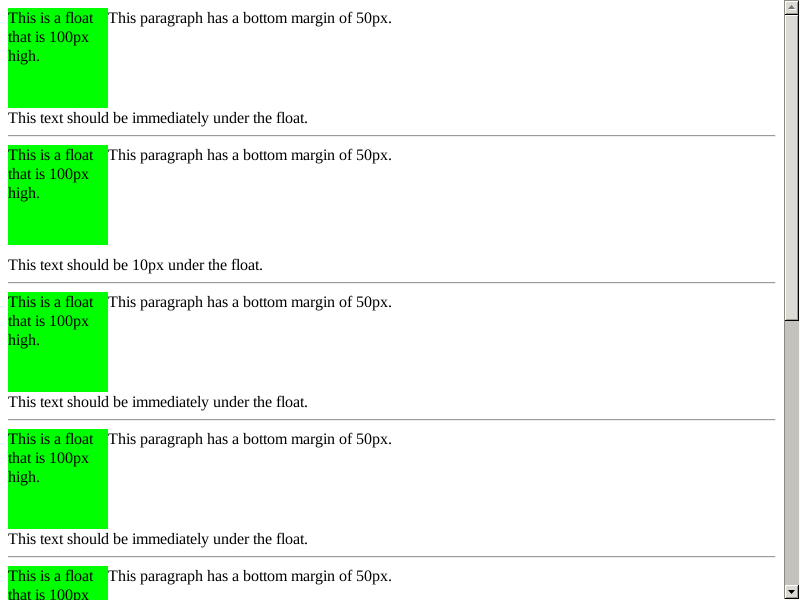 This is a float This paragraph has a bottom margin of 50px.
that is 100px
high.
This text should be immediately under the float.
This is a float This paragraph has a bottom margin of 50px.
that is 100px
high.
This text should be 10px under the float.
This is a float This paragraph has a bottom margin of 50px.
that is 100px
high.
This text should be immediately under the float.
This is a float This paragraph has a bottom margin of 50px.
that is 100px
high.
This text should be immediately under the float.
This is a float This paragraph has a bottom margin of 50px.
that is 100px